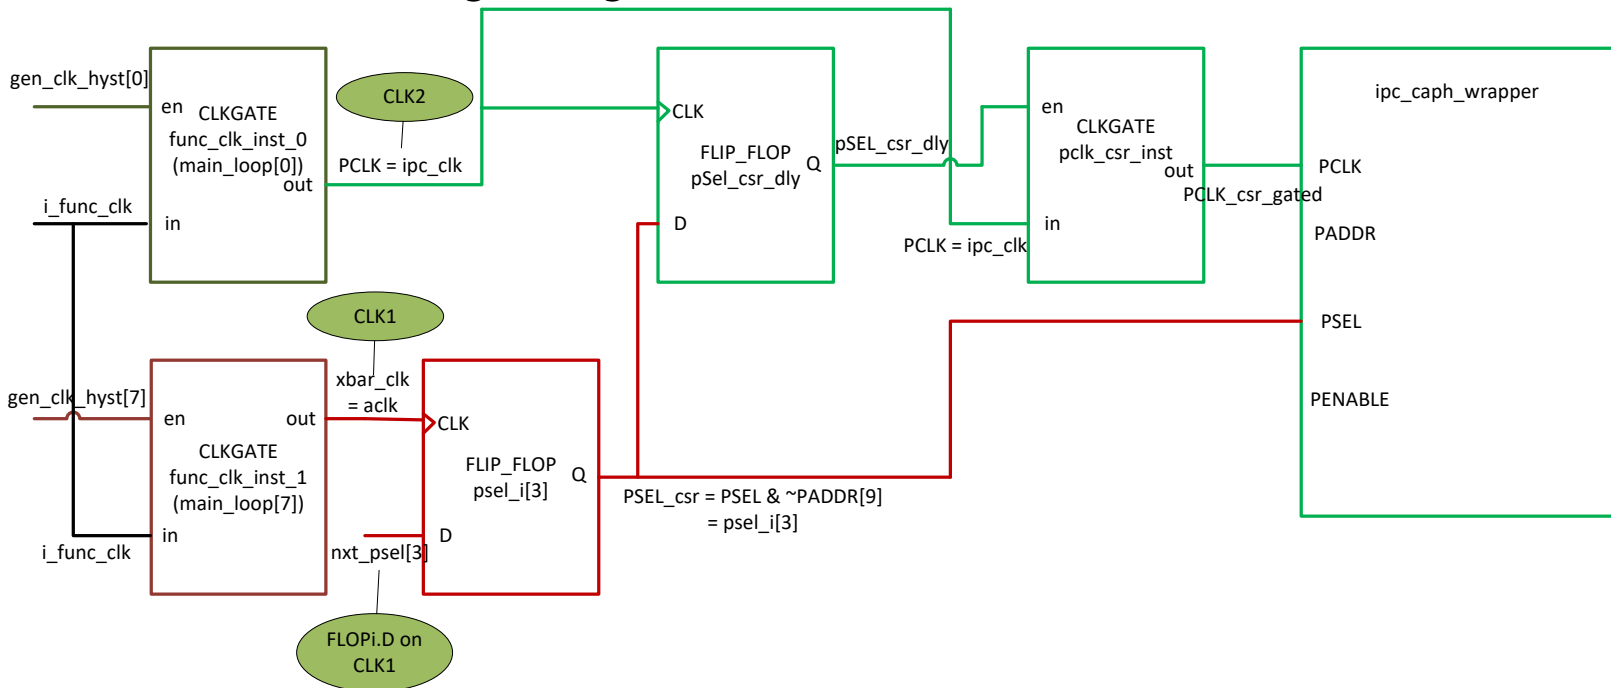 gen_clk_hyst[0]
en
CLKGATE
func_clk_inst_0
(main_loop[0])
out
in
i_func_clk
CLK2
PCLK = ipc_clk
CLK
FLIP_FLOP
pSel_csr_dly
Q
D
pSEL_csr_dly
en
CLKGATE
pclk_csr_inst
out
in
PCLK = ipc_clk
PCLK_csr_gated
ipc_caph_wrapper
PCLK
PADDR
PSEL
PENABLE
CLK1
xbar_clk
= aclk
gen_clk_hyst[7]
en
out
CLKGATE
func_clk_inst_1
(main_loop[7])
in
i_func_clk
CLK
FLIP_FLOP
psel_i[3]
Q
D
nxt_psel[3]
PSEL_csr = PSEL & ~PADDR[9]
= psel_i[3]
FLOPi.D on
CLK1